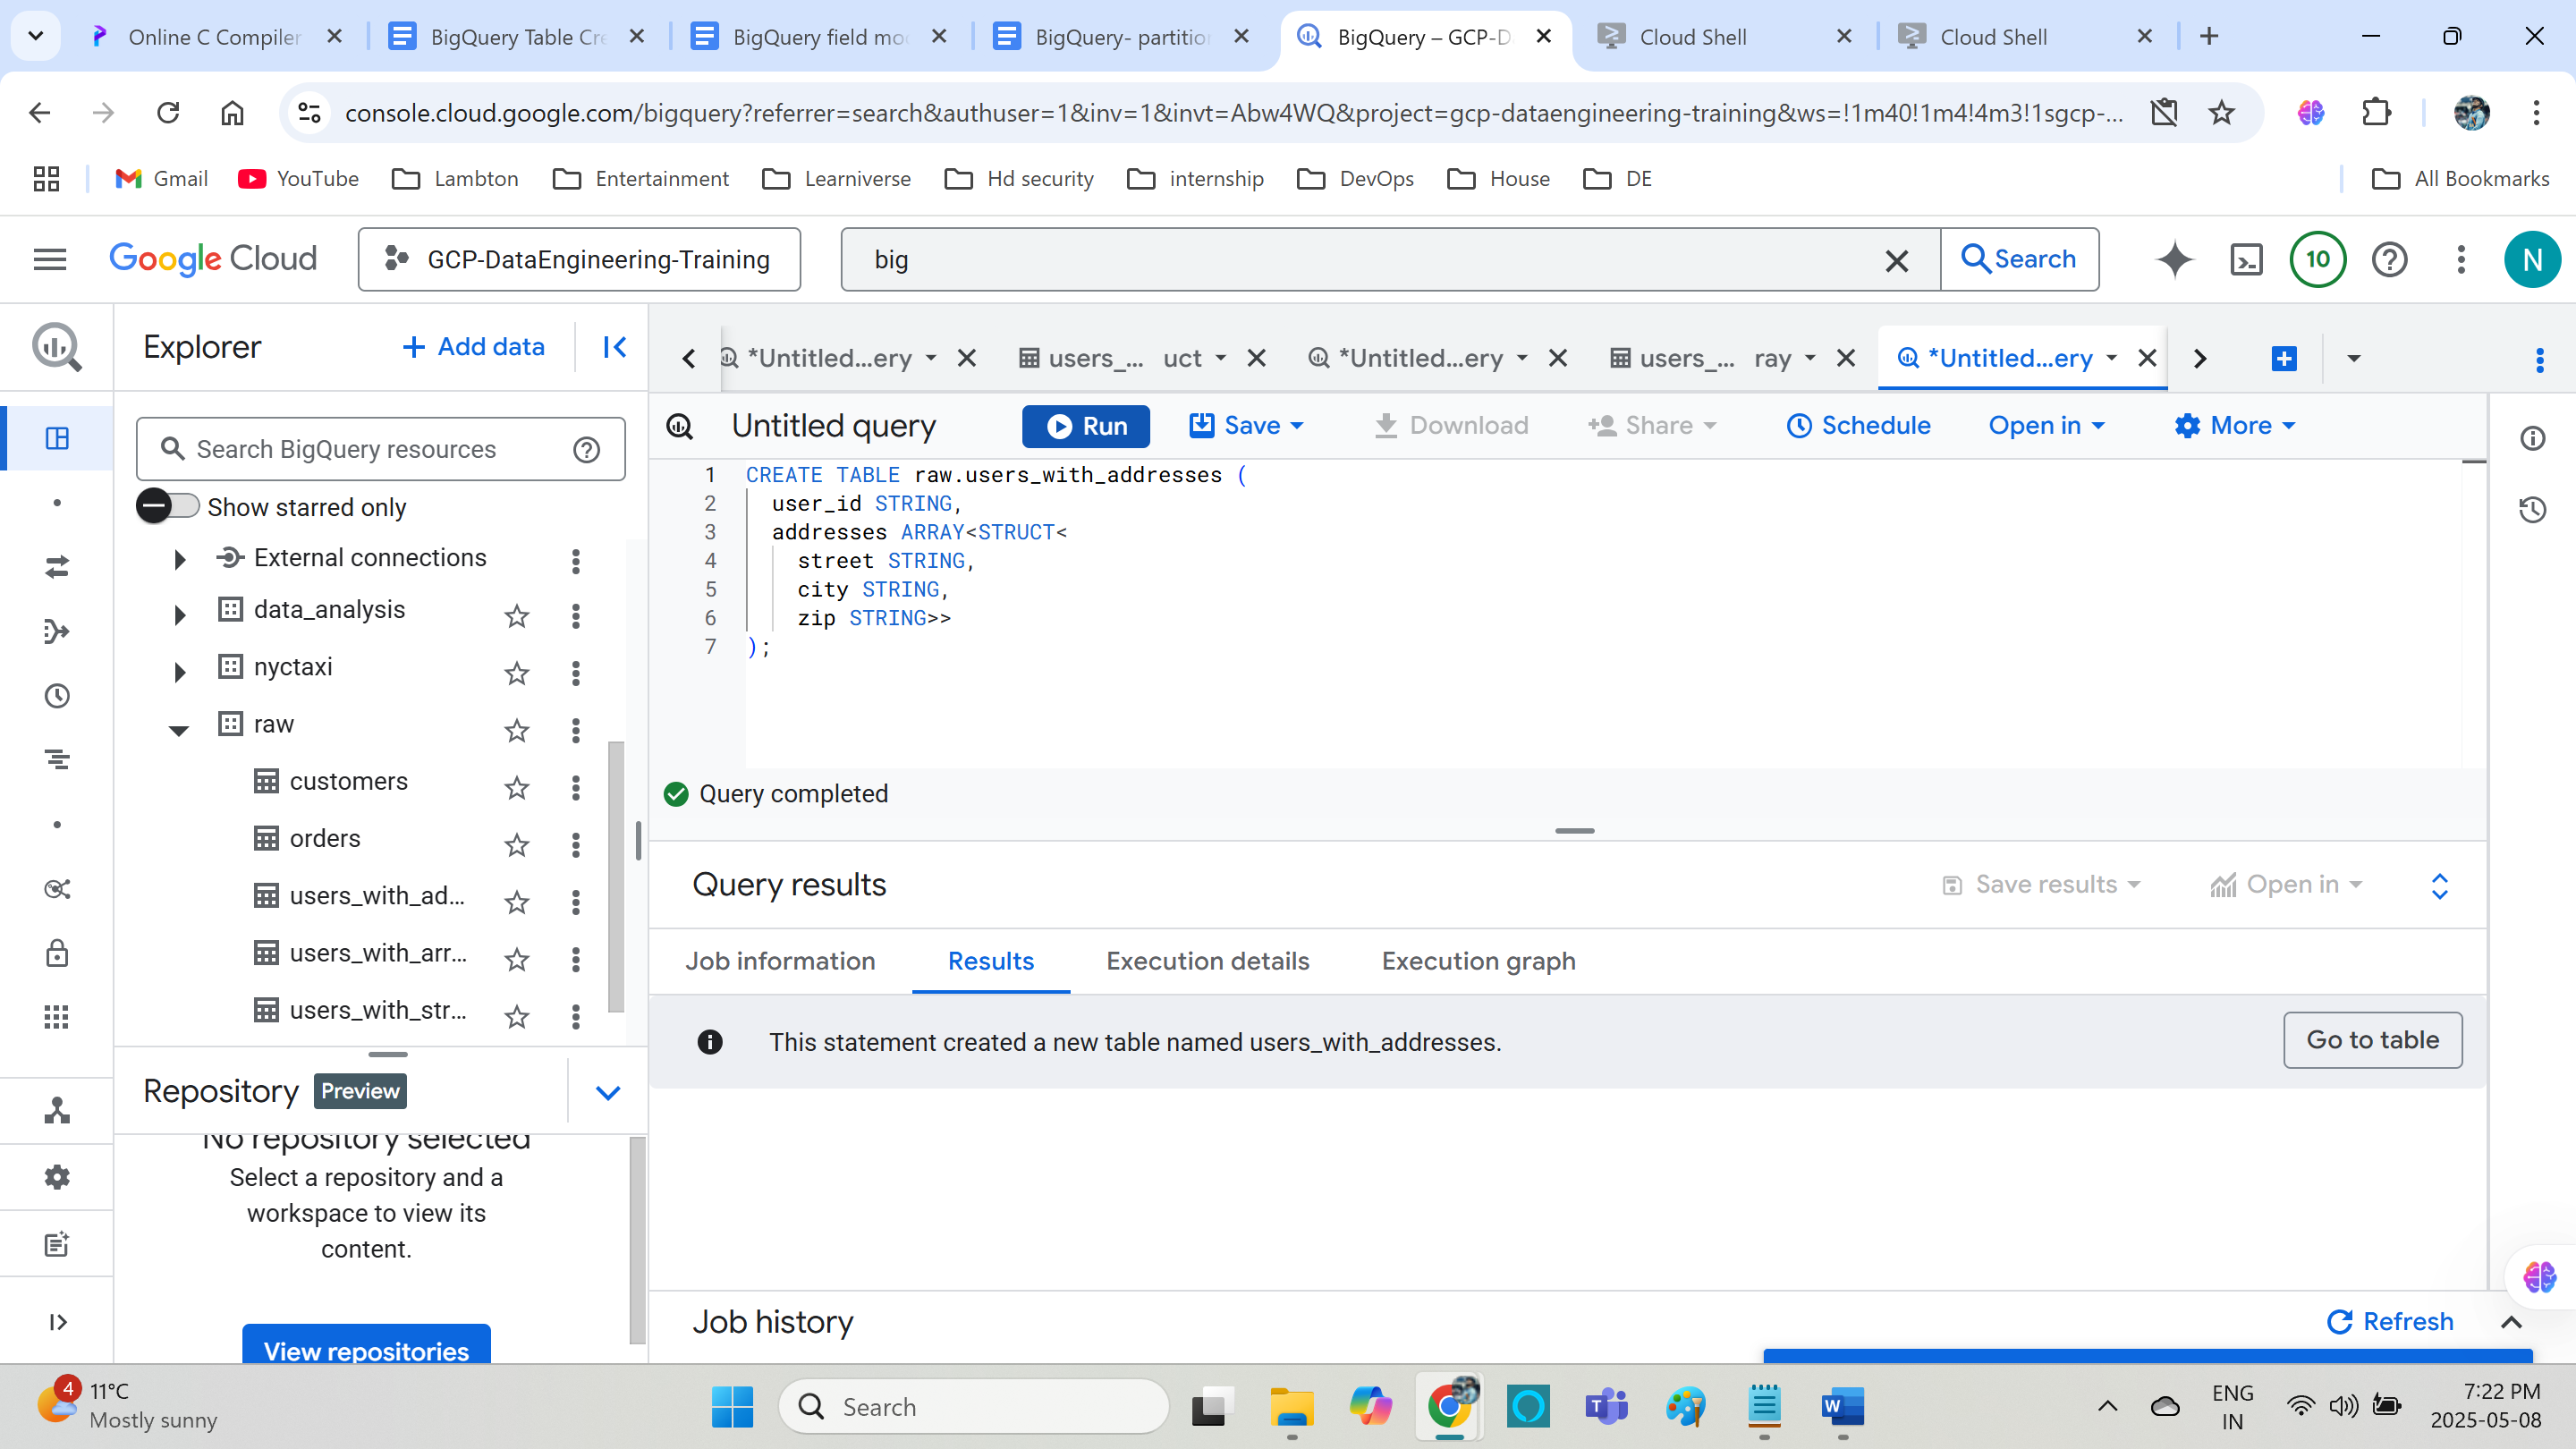 Online C Compiler
BigQuery Table Cre
BigQuery field mo
BigQuery- partitio
BigQuery – GCP-D
Cloud Shell
Cloud Shell
console.cloud.google.com/bigquery?referrer=search&authuser=1&inv=1&invt=Abw4WQ&project=gcp-dataengineering-training&ws=!1m40!1m4!4m3!1sgcp-...
Gmail
YouTube
Lambton
Entertainment
Learniverse
Hd security
internship
DevOps
House
DE
All Bookmarks
Google Cloud
GCP-DataEngineering-Training
big
Search
10
N
Explorer
Add data
*Untitled...ery
users_... uct
*Untitled...ery
users_... ray
*Untitled...ery
Search BigQuery resources
Show starred only
External connections
data_analysis
nyctaxi
raw
customers
orders
users_with_ad...
users_with_arr...
users_with_str...
Repository Preview
No repository selected
Select a repository and a
workspace to view its
content.
View repositories
Untitled query
Run
Save
Download
Share
Schedule
Open in
More
1 CREATE TABLE raw.users_with_addresses (
2 user_id STRING,
3 addresses ARRAY<STRUCT<
4 street STRING,
5 city STRING,
6 zip STRING>>
7 );
Query completed
Query results
Save results
Open in
Job information
Results
Execution details
Execution graph
This statement created a new table named users_with_addresses.
Go to table
Job history
Refresh
4
11°C
Mostly sunny
Search
ENG
IN
7:22 PM
2025-05-08